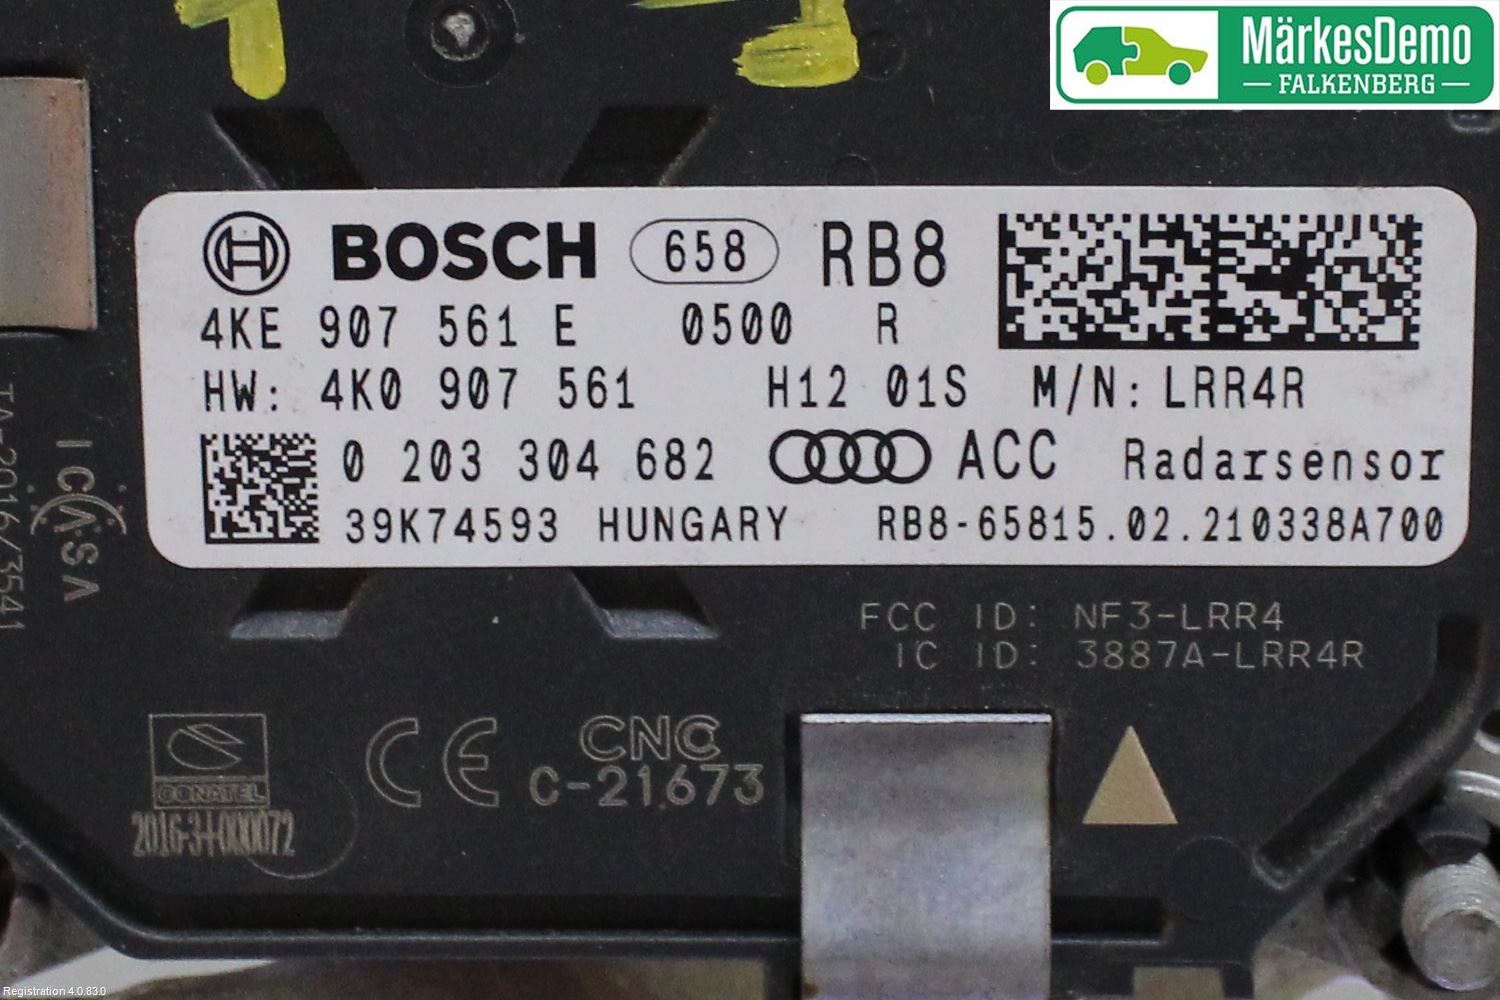 MärkesDemo
FALKENBERG
BOSCH 658 RB8
4KE 907 561 E 0500 R
HW: 4K0 907 561 H12 01S M/N: LRR4R
0 203 304 682 ACC Radarsensor
39K74593 HUNGARY RB8-65815.02.210338A700
TA-2016/3541
ICASA
FCC ID: NF3-LRR4
IC ID: 3887A-LRR4R
CONATEL
2016-3-I-0000072
CE
CNC
C-21673
Registration 4.0.83.0